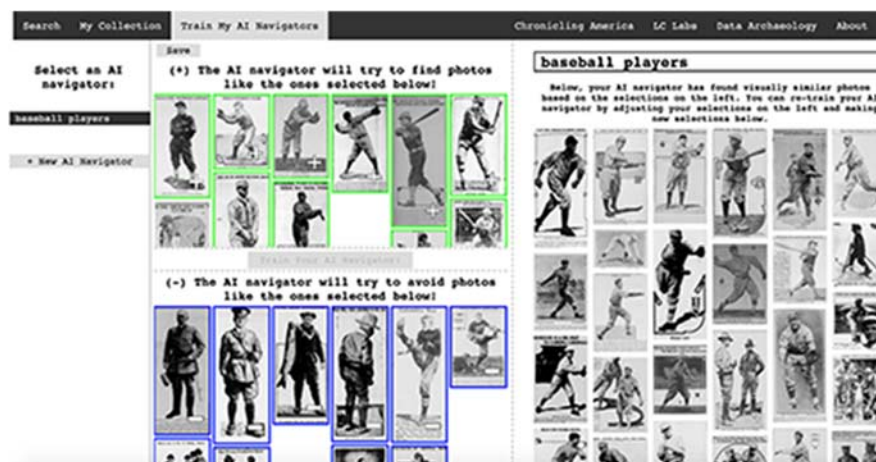 Search My Collection Train My AI Navigators Chronicling America LC Labs Data Archaeology About
Select an AI
navigator:
baseball players
+ New AI Navigator
Save
(+) The AI navigator will try to find photos
like the ones selected below!
Train Your AI Navigator!
(-) The AI navigator will try to avoid photos
like the ones selected below!
baseball players
Below, your AI navigator has found visually similar photos
based on the selections on the left. You can re-train your AI
navigator by adjusting your selections on the left and making
new selections below.